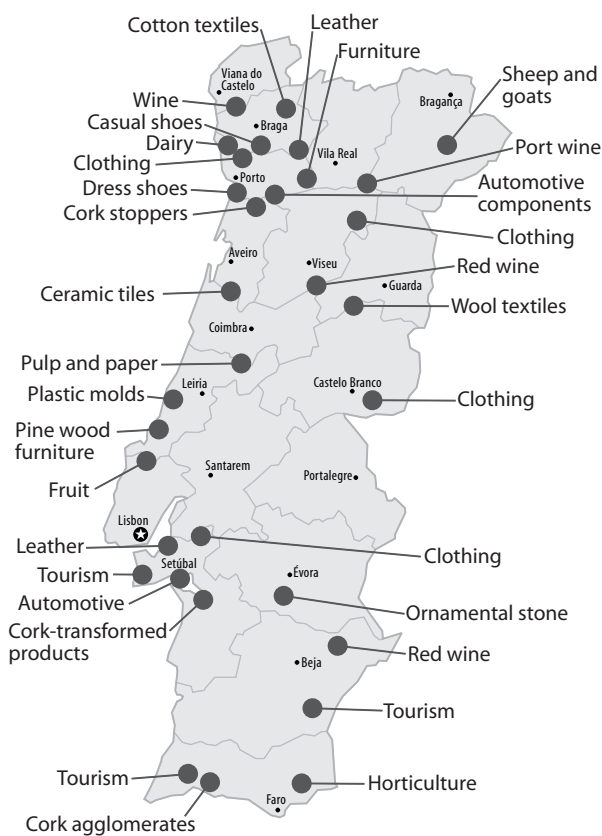 Cotton textiles
Leather
Furniture
Viana do
Castelo
Sheep and
goats
Bragança
Wine
Casual shoes
Braga
Dairy
Vila Real
Port wine
Clothing
Porto
Dress shoes
Automotive
components
Cork stoppers
Clothing
Aveiro
Viseu
Red wine
Guarda
Ceramic tiles
Wool textiles
Coimbra
Pulp and paper
Leiria
Castelo Branco
Plastic molds
Clothing
Pine wood
furniture
Santarem
Portalegre
Fruit
Lisbon
Leather
Clothing
Setúbal
Tourism
Évora
Automotive
Ornamental stone
Cork-transformed
products
Red wine
Beja
Tourism
Tourism
Horticulture
Faro
Cork agglomerates